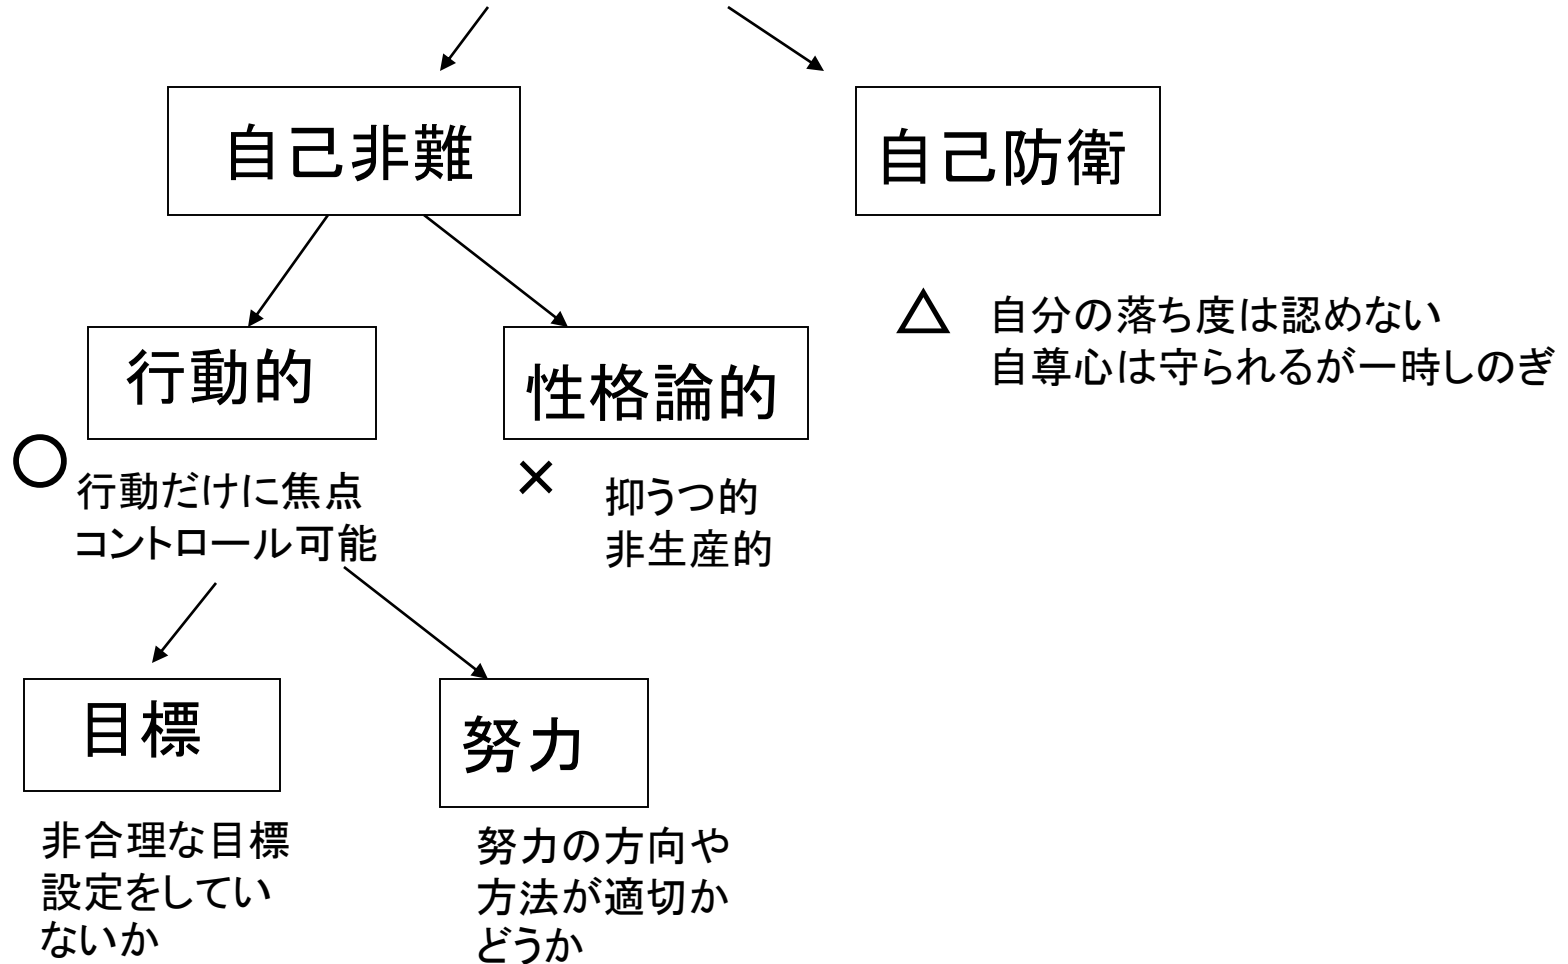 自己非難
自己防衛
行動的
性格論的
△ 自分の落ち度は認めない
自尊心は守られるが一時しのぎ
○ 行動だけに焦点
コントロール可能
× 抑うつ的
非生産的
目標
努力
非合理な目標
設定をしてい
ないか
努力の方向や
方法が適切か
どうか